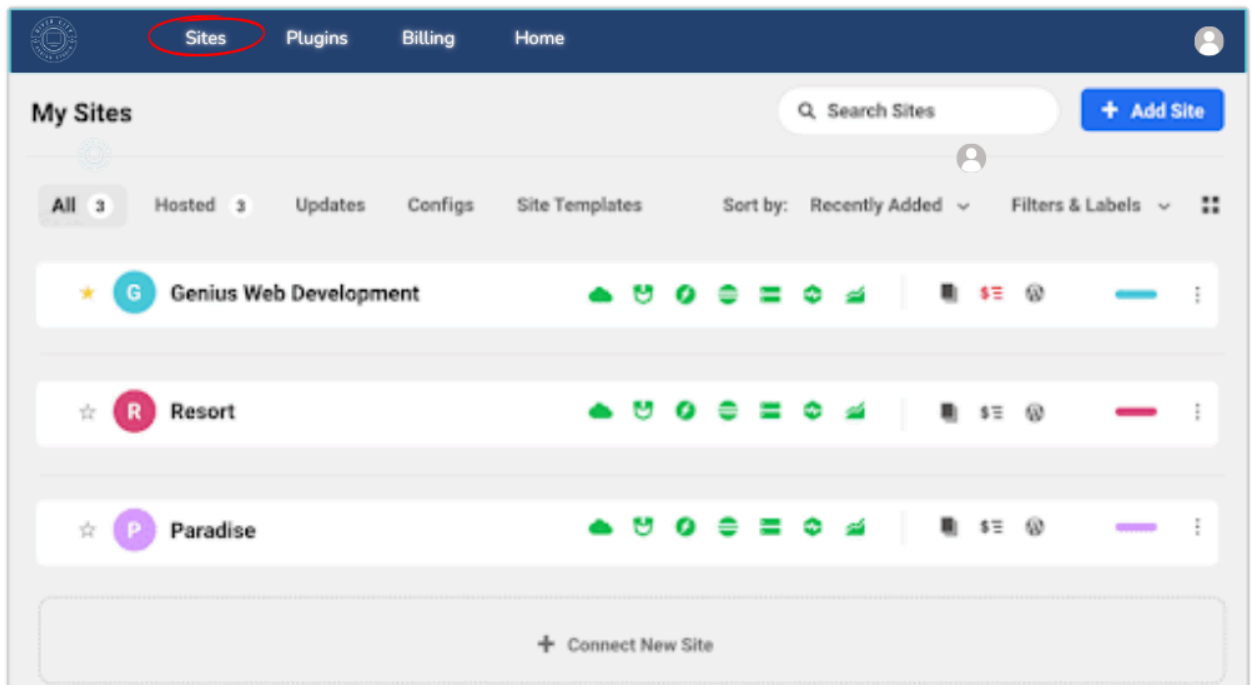 Sites Plugins Billing Home
My Sites
Search Sites
+ Add Site
All 3 Hosted 3 Updates Configs Site Templates Sort by: Recently Added Filters & Labels
G Genius Web Development
R Resort
P Paradise
+ Connect New Site